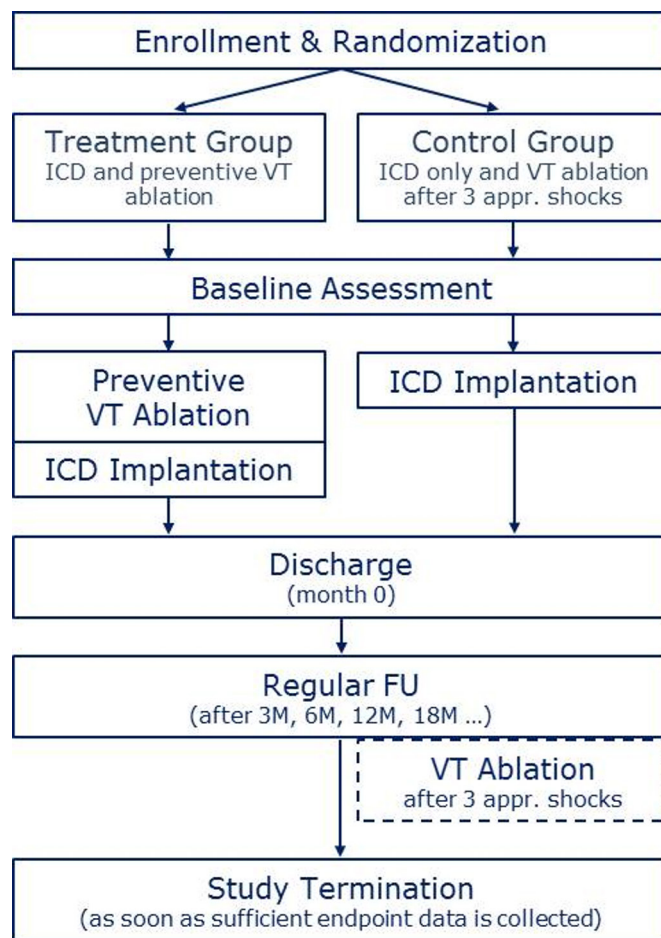 Enrollment & Randomization
Treatment Group
ICD and preventive VT
ablation
Control Group
ICD only and VT ablation
after 3 appr. shocks
Baseline Assessment
Preventive
VT Ablation
ICD Implantation
ICD Implantation
Discharge
(month 0)
Regular FU
(after 3M, 6M, 12M, 18M ...)
VT Ablation
after 3 appr. shocks
Study Termination
(as soon as sufficient endpoint data is collected)